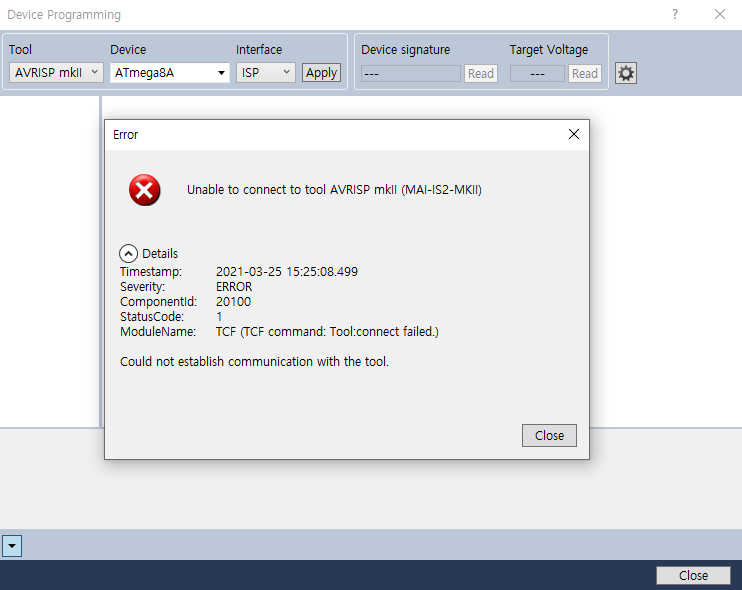 Device Programming
? 
Tool Device Interface Device signature Target Voltage
AVRISP mkII ATmega8A ISP Apply --- Read --- Read
Error
Unable to connect to tool AVRISP mkII (MAI-IS2-MKII)
Details
Timestamp: 2021-03-25 15:25:08.499
Severity: ERROR
ComponentId: 20100
StatusCode: 1
ModuleName: TCF (TCF command: Tool:connect failed.)
Could not establish communication with the tool.
Close
Close